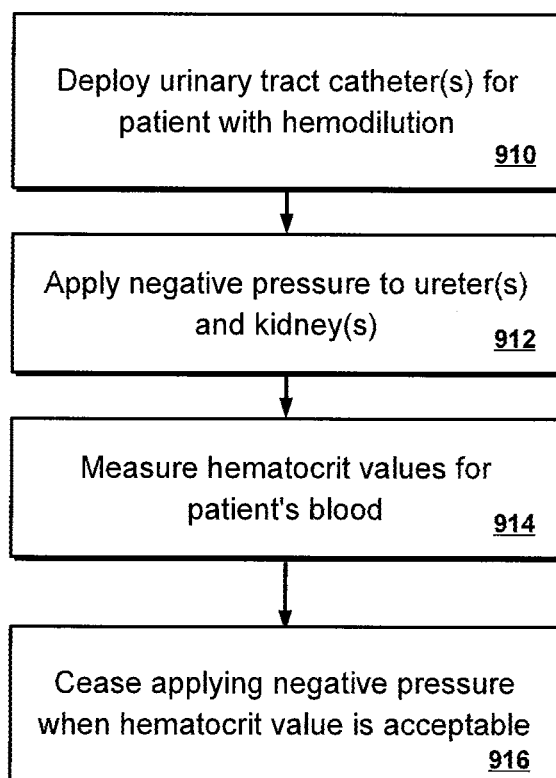 Deploy urinary tract catheter(s) for
patient with hemodilution
910
Apply negative pressure to ureter(s)
and kidney(s)
912
Measure hematocrit values for
patient's blood
914
Cease applying negative pressure
when hematocrit value is acceptable
916